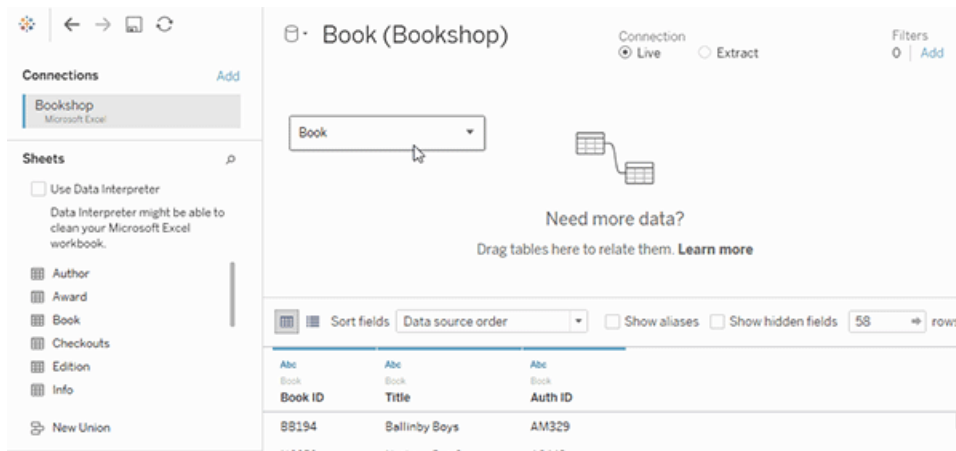 Book (Bookshop)
Connection
Live
Extract
Filters
0 | Add
Connections
Add
Bookshop
Microsoft Excel
Book
Sheets
Use Data Interpreter
Data Interpreter might be able to
clean your Microsoft Excel
workbook.
Author
Award
Book
Checkouts
Edition
Info
New Union
Need more data?
Drag tables here to relate them. Learn more
Sort fields
Data source order
Show aliases
Show hidden fields
58
rows
Abc
Abc
Abc
Book
Book
Book
Book ID
Title
Auth ID
BB194
Ballinby Boys
AM329